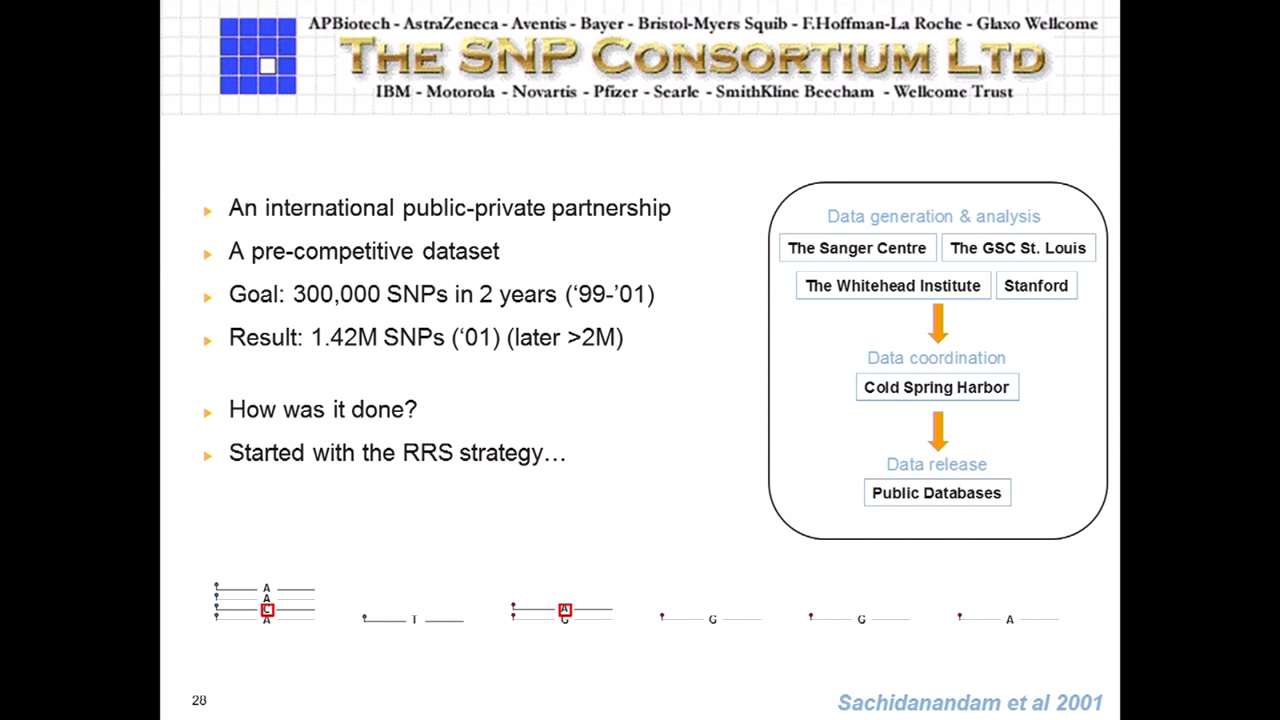 APBiotech - AstraZeneca - Aventis - Bayer - Bristol-Myers Squib - F.Hoffman-La Roche - Glaxo Wellcome
THE SNP CONSORTIUM LTD
IBM - Motorola - Novartis - Pfizer - Searle - SmithKline Beecham - Wellcome Trust
An international public-private partnership
A pre-competitive dataset
Goal: 300,000 SNPs in 2 years (‘99-’01)
Result: 1.42M SNPs (‘01) (later >2M)
How was it done?
Started with the RRS strategy…
Data generation & analysis
The Sanger Centre The GSC St. Louis
The Whitehead Institute Stanford
Data coordination
Cold Spring Harbor
Data release
Public Databases
A
A
C A
A T G G G A
28
Sachidanandam et al 2001